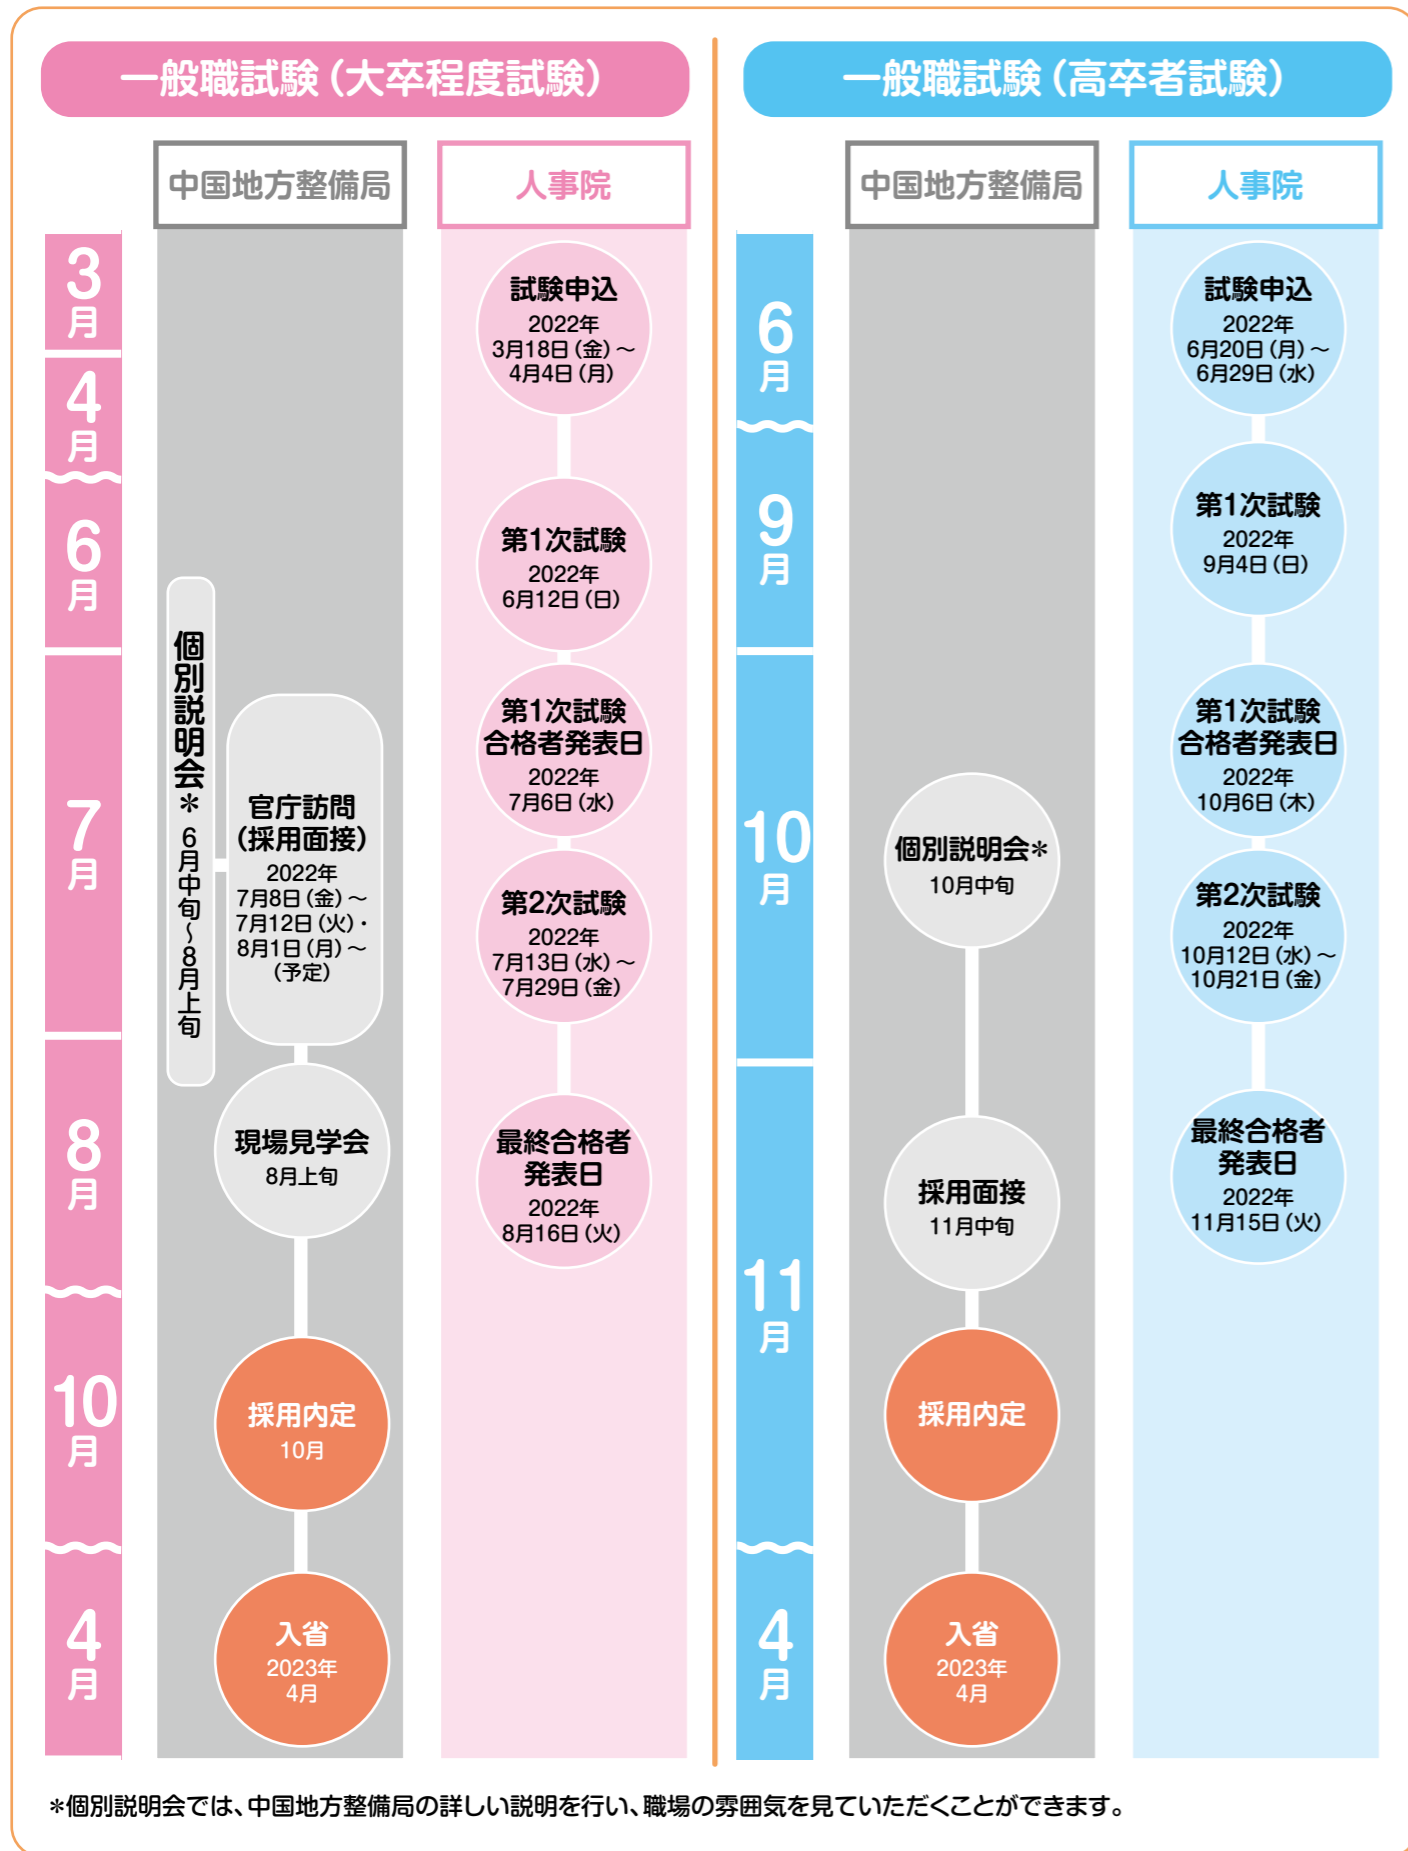 一般職試験（大卒程度試験）
中国地方整備局
人事院
3
月
4
月
6
月
7
月
8
月
10
月
4
月
個別説明会＊ 6月中旬〜8月上旬
官庁訪問
（採用面接）
2022年
7月8日（金）〜
7月12日（火）・
8月1日（月）〜
（予定）
現場見学会
8月上旬
採用内定
10月
入省
2023年
4月
試験申込
2022年
3月18日（金）〜
4月4日（月）
第1次試験
2022年
6月12日（日）
第1次試験
合格者発表日
2022年
7月6日（水）
第2次試験
2022年
7月13日（水）〜
7月29日（金）
最終合格者
発表日
2022年
8月16日（火）
一般職試験（高卒者試験）
中国地方整備局
人事院
6
月
9
月
10
月
11
月
4
月
個別説明会＊
10月中旬
採用面接
11月中旬
採用内定
入省
2023年
4月
試験申込
2022年
6月20日（月）〜
6月29日（水）
第1次試験
2022年
9月4日（日）
第1次試験
合格者発表日
2022年
10月6日（木）
第2次試験
2022年
10月12日（水）〜
10月21日（金）
最終合格者
発表日
2022年
11月15日（火）
＊個別説明会では、中国地方整備局の詳しい説明を行い、職場の雰囲気を見ていただくことができます。